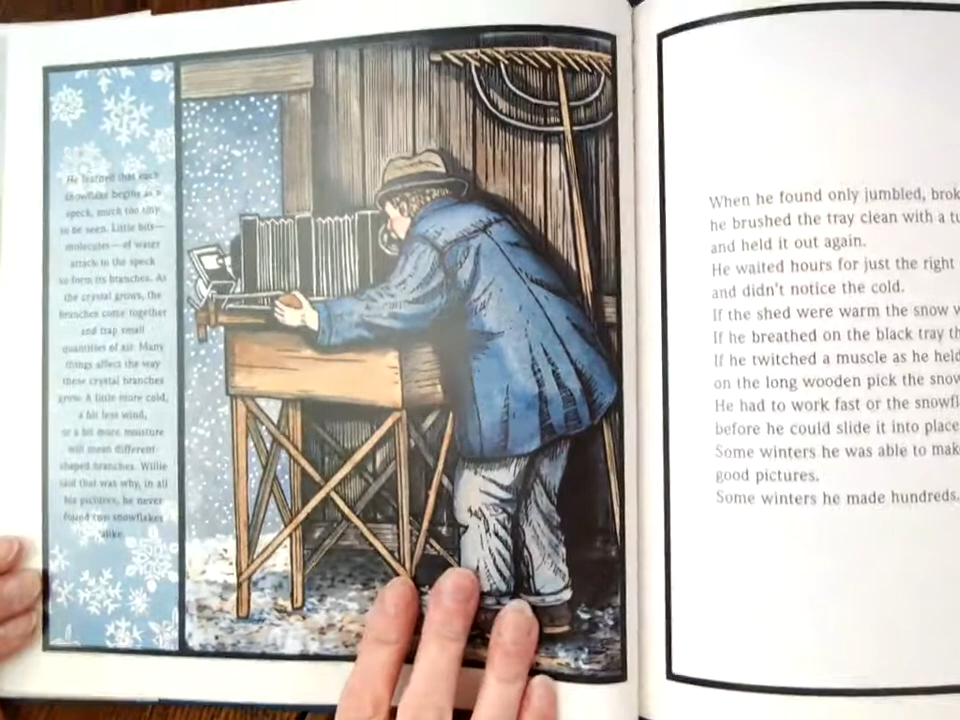 He learned that each
snowflake begins as a
speck, much too tiny
to be seen. Little bits—
molecules—of water
attach to the speck
to form its branches. As
the crystal grows, the
branches come together
and trap small
quantities of air. Many
things affect the way
these crystal branches
grow. A little more cold,
a bit less wind,
or a bit more moisture
will mean different-
shaped branches. Willie
said that was why, in all
his pictures, he never
found two snowflakes
alike.
When he found only jumbled, brok
he brushed the tray clean with a tu
and held it out again.
He waited hours for just the right
and didn't notice the cold.
If the shed were warm the snow w
If he breathed on the black tray th
If he twitched a muscle as he held
on the long wooden pick the snow
He had to work fast or the snowfl
before he could slide it into place
Some winters he was able to mak
good pictures.
Some winters he made hundreds.